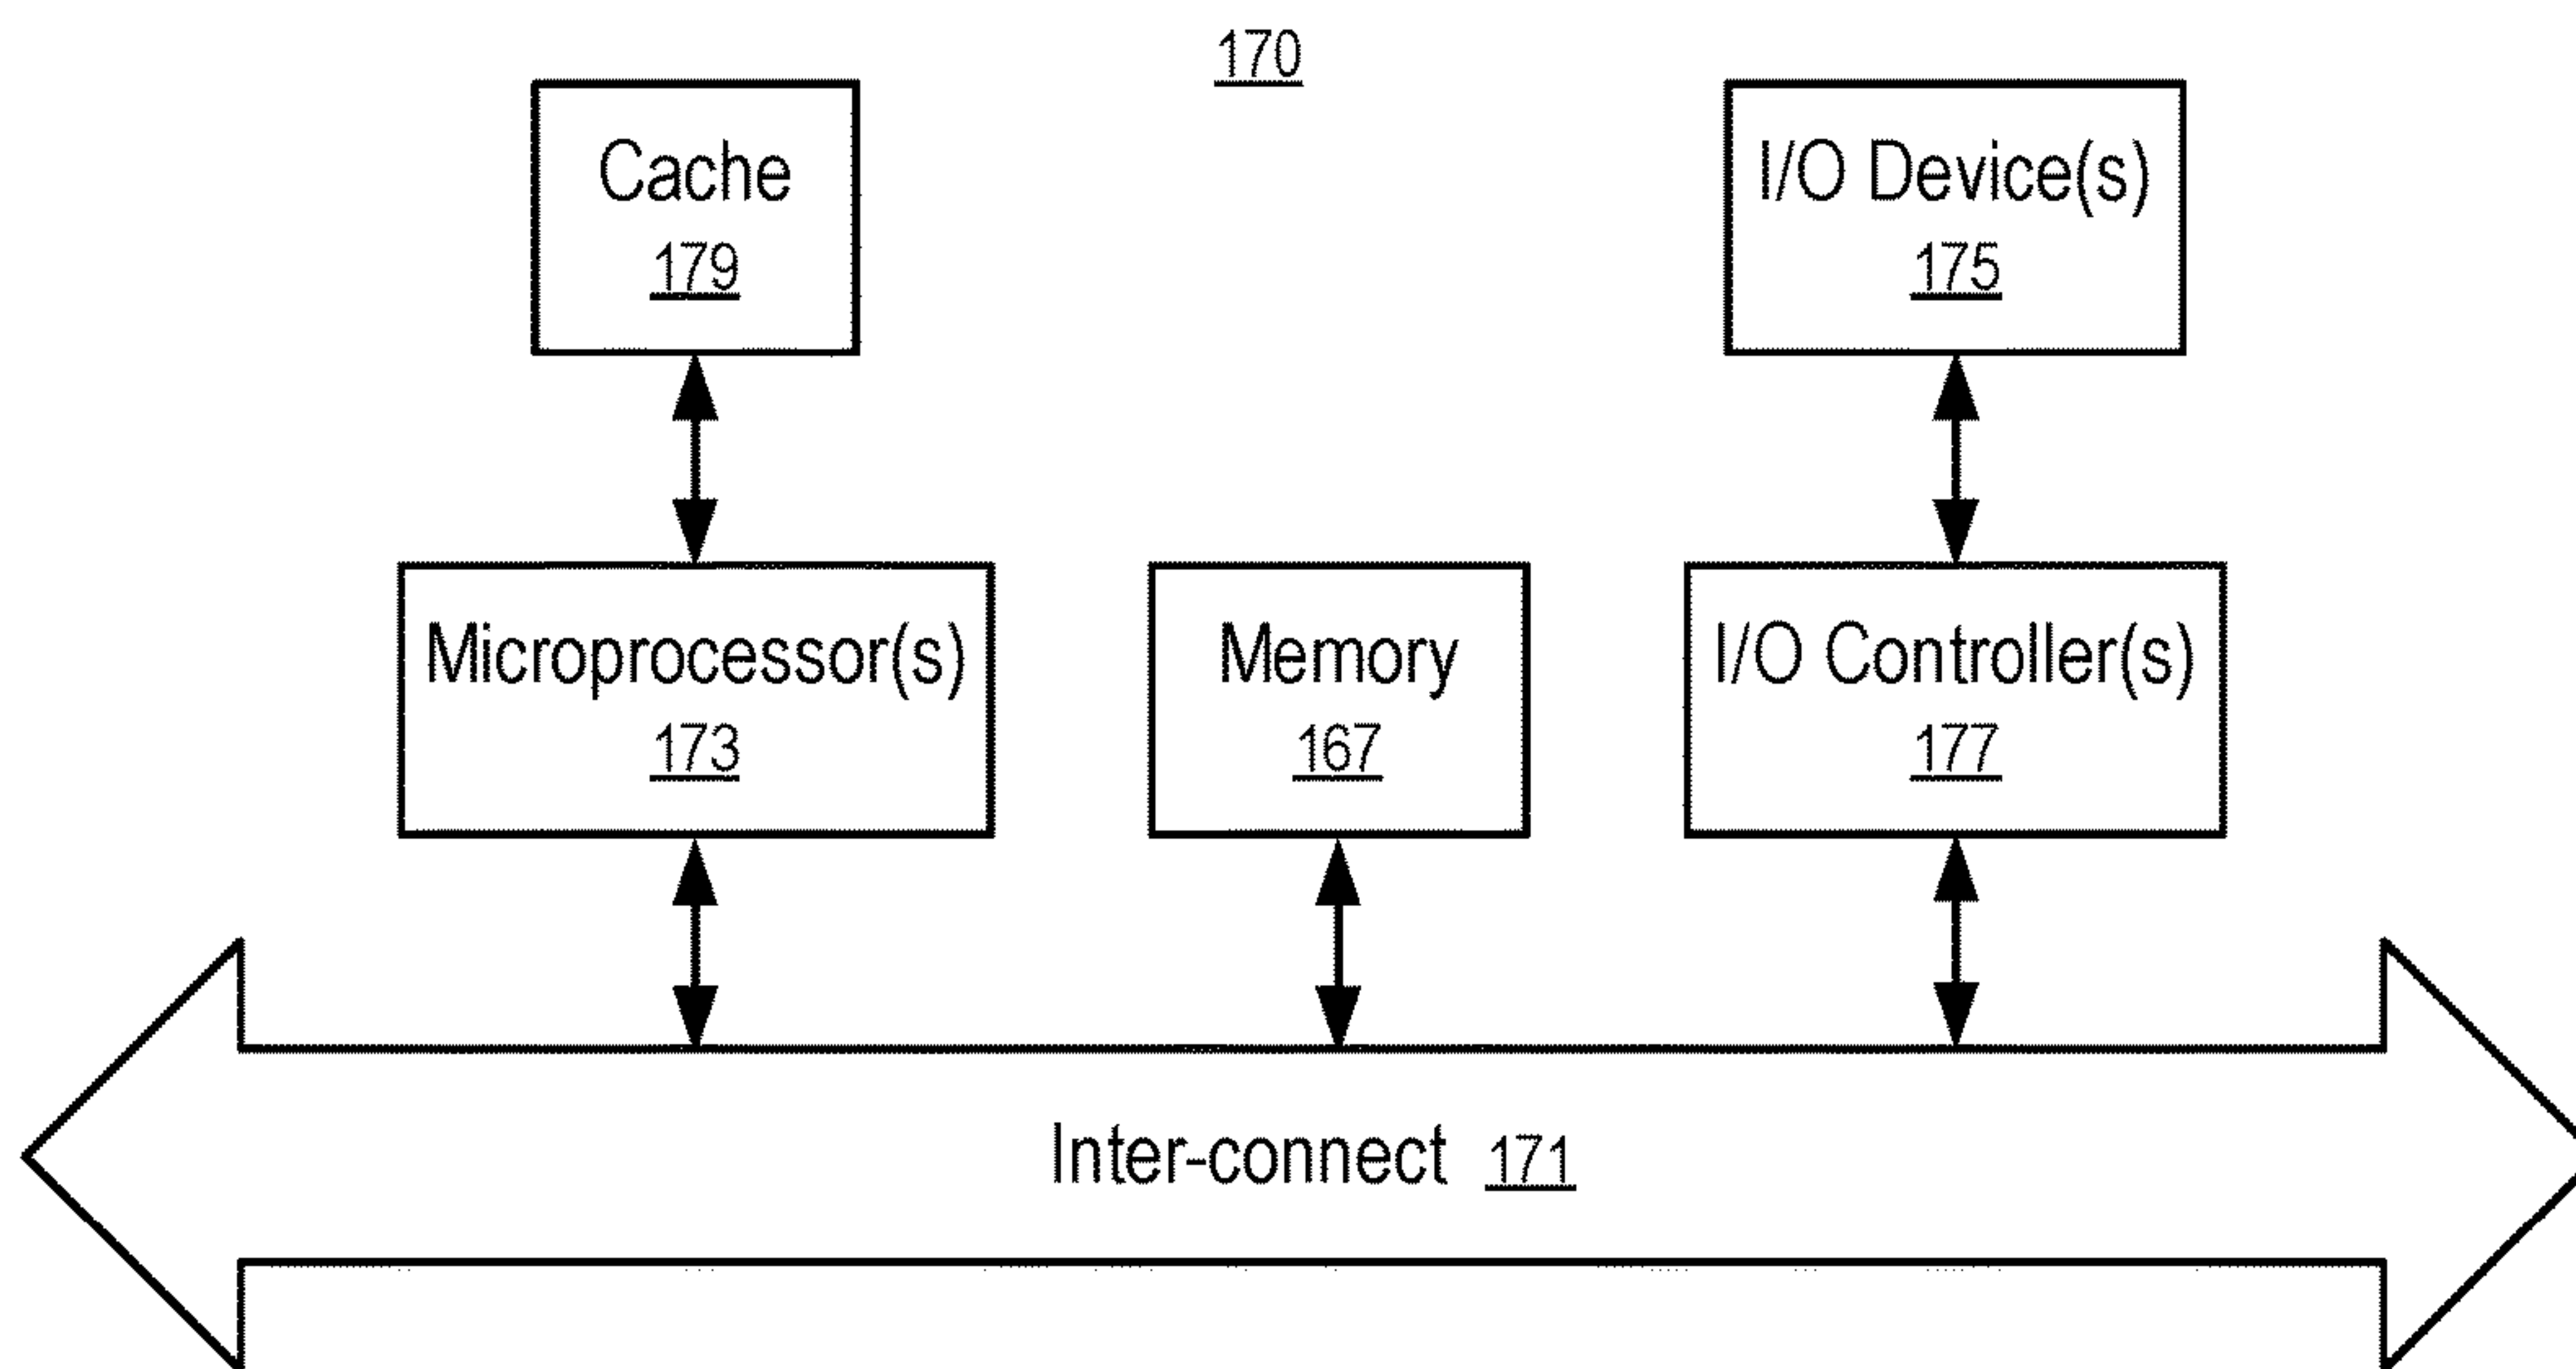 170
Cache
179
I/O Device(s)
175
Microprocessor(s)
173
Memory
167
I/O Controller(s)
177
Inter-connect 171